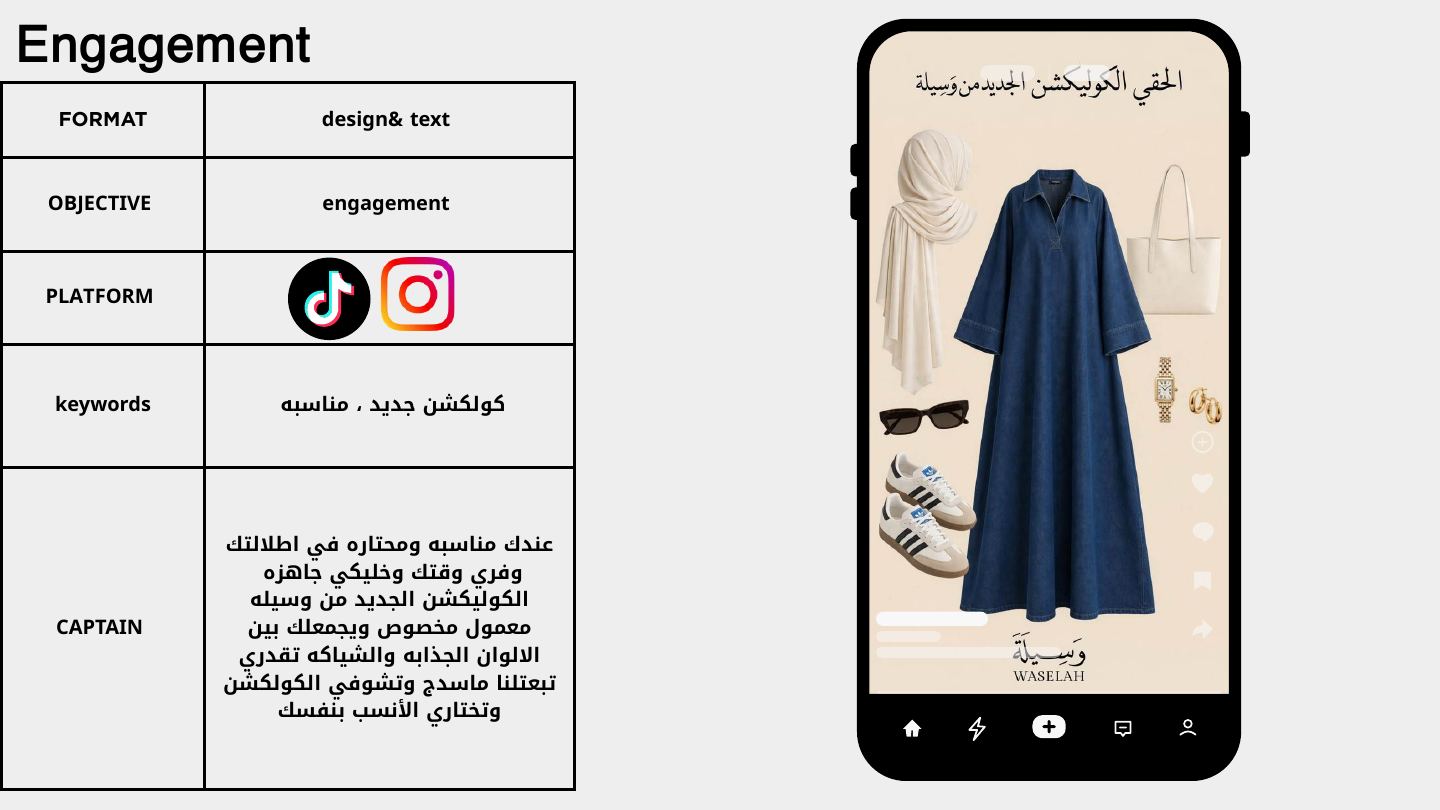 Engagement
FORMAT
design& text
OBJECTIVE
engagement
PLATFORM
keywords
كولكشن جديد ، مناسبه
CAPTAIN
عندك مناسبه ومحتاره في اطلالتك
وفري وقتك وخليكي جاهزه
الكوليكشن الجديد من وسيله
معمول مخصوص ويجمعلك بين
الالوان الجذابه والشياكه تقدري
تبعتلنا ماسدج وتشوفي الكولكشن
وتختاري الأنسب بنفسك
الحقي الكوليكشن الجديد من وَسِيلة
وَسِيلَةَ
WASELAH